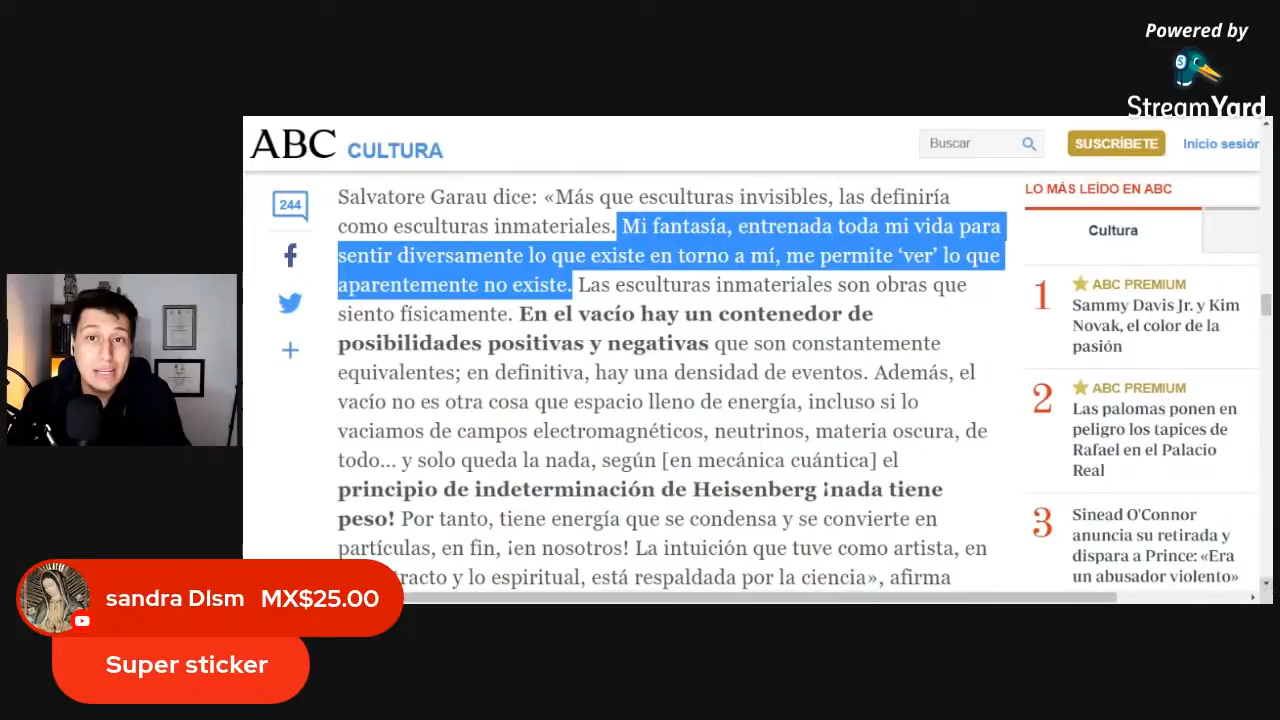 Powered by
StreamYard
ABC CULTURA
Buscar
SUSCRÍBETE
Inicio sesión
244
Salvatore Garau dice: «Más que esculturas invisibles, las definiría
como esculturas inmateriales. Mi fantasía, entrenada toda mi vida para
sentir diversamente lo que existe en torno a mí, me permite ‘ver’ lo que
aparentemente no existe. Las esculturas inmateriales son obras que
siento físicamente. En el vacío hay un contenedor de
posibilidades positivas y negativas que son constantemente
equivalentes; en definitiva, hay una densidad de eventos. Además, el
vacío no es otra cosa que espacio lleno de energía, incluso si lo
vaciamos de campos electromagnéticos, neutrinos, materia oscura, de
todo... y solo queda la nada, según [en mecánica cuántica] el
principio de indeterminación de Heisenberg ¡nada tiene
peso! Por tanto, tiene energía que se condensa y se convierte en
partículas, en fin, ¡en nosotros! La intuición que tuve como artista, en
tracto y lo espiritual, está respaldada por la ciencia», afirma
LO MÁS LEÍDO EN ABC
Cultura
1
ABC PREMIUM
Sammy Davis Jr. y Kim
Novak, el color de la
pasión
2
ABC PREMIUM
Las palomas ponen en
peligro los tapices de
Rafael en el Palacio
Real
3
Sinead O'Connor
anuncia su retirada y
dispara a Prince: «Era
un abusador violento»
sandra Dlsm MX$25.00
Super sticker